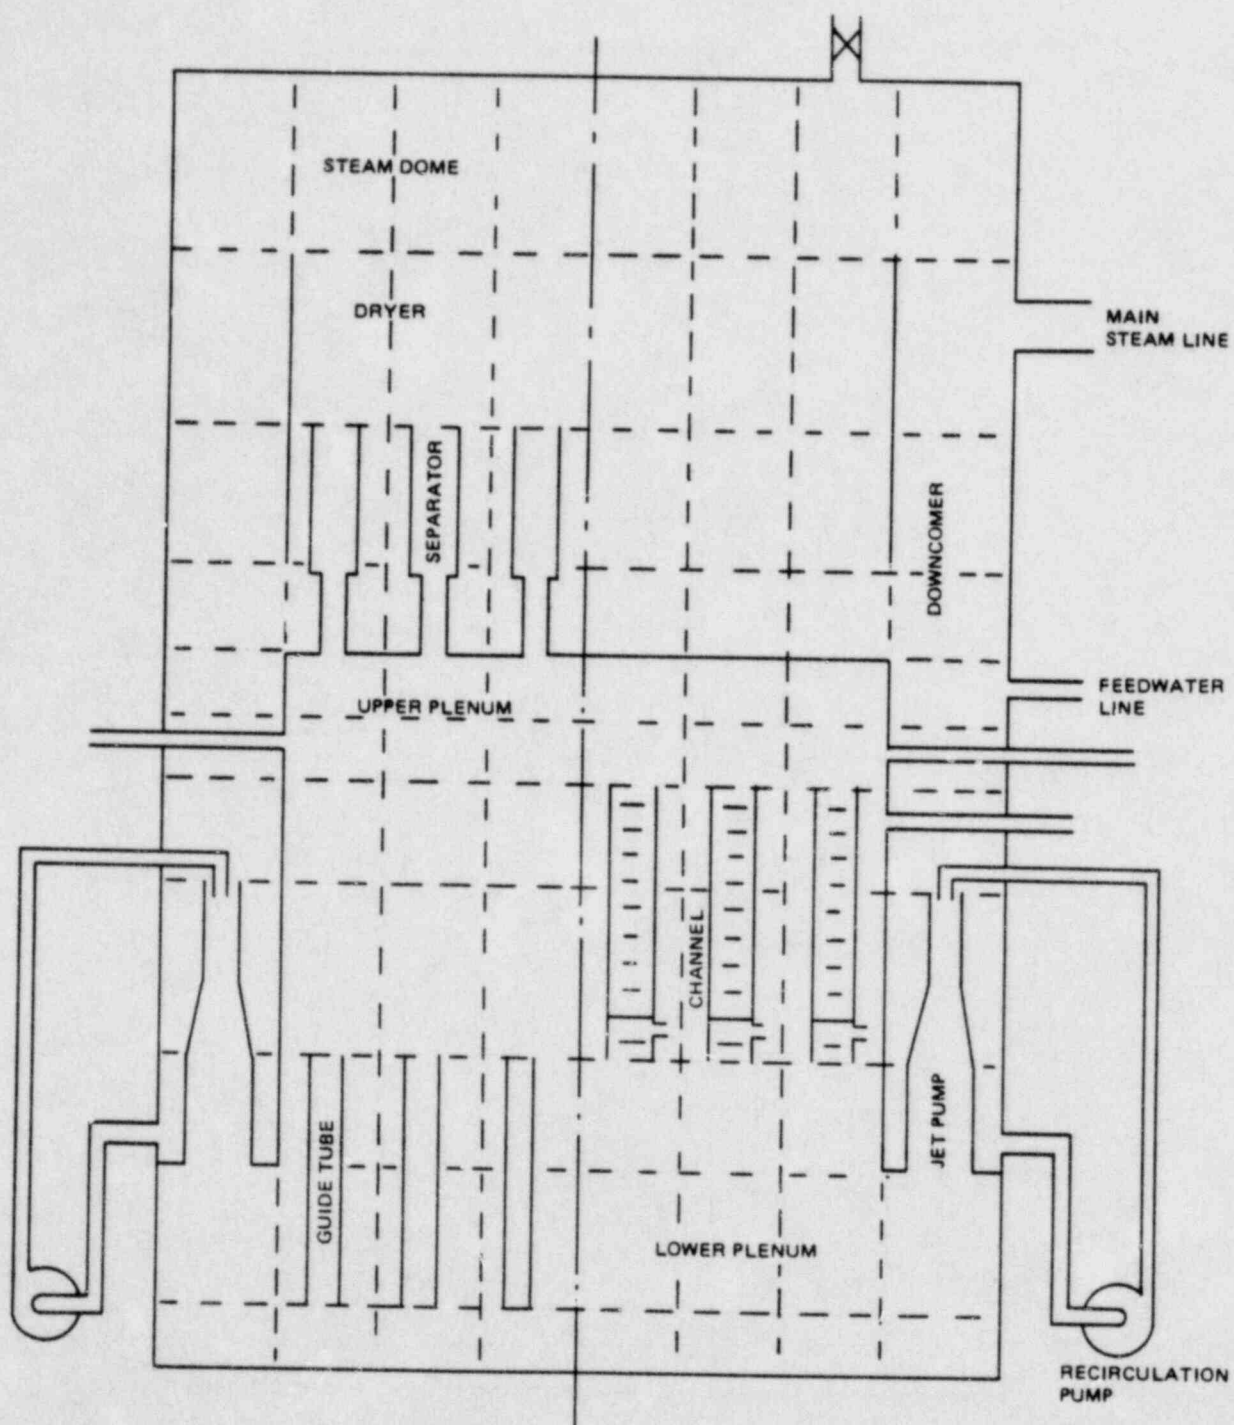 STEAM DOME
DRYER
MAIN
STEAM LINE
SEPARATOR
DOWNCOMER
UPPER PLENUM
FEEDWATER
LINE
CHANNEL
GUIDE TUBE
JET PUMP
LOWER PLENUM
RECIRCULATION
PUMP